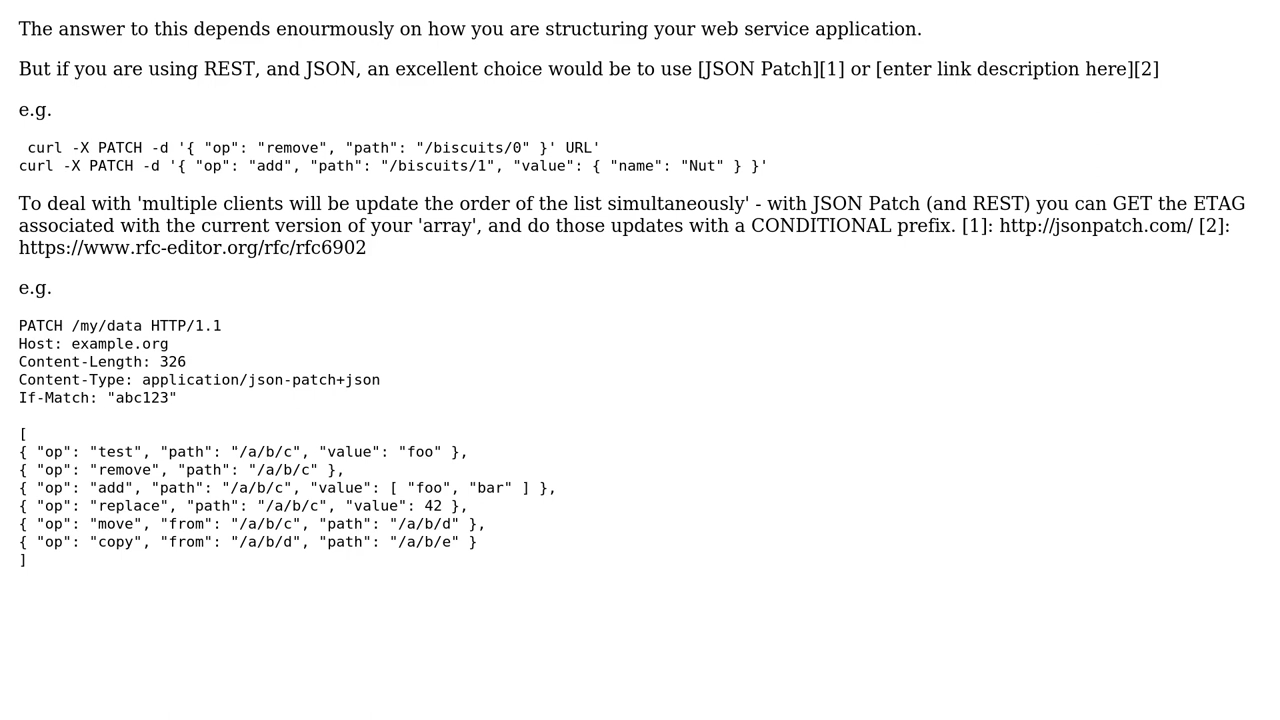 The answer to this depends enourmously on how you are structuring your web service application.
But if you are using REST, and JSON, an excellent choice would be to use [JSON Patch][1] or [enter link description here][2]
e.g.
curl -X PATCH -d '{ "op": "remove", "path": "/biscuits/0" }' URL'
curl -X PATCH -d '{ "op": "add", "path": "/biscuits/1", "value": { "name": "Nut" } }'
To deal with 'multiple clients will be update the order of the list simultaneously' - with JSON Patch (and REST) you can GET the ETAG
associated with the current version of your 'array', and do those updates with a CONDITIONAL prefix. [1]: http://jsonpatch.com/ [2]:
https://www.rfc-editor.org/rfc/rfc6902
e.g.
PATCH /my/data HTTP/1.1
Host: example.org
Content-Length: 326
Content-Type: application/json-patch+json
If-Match: "abc123"
[
{ "op": "test", "path": "/a/b/c", "value": "foo" },
{ "op": "remove", "path": "/a/b/c" },
{ "op": "add", "path": "/a/b/c", "value": [ "foo", "bar" ] },
{ "op": "replace", "path": "/a/b/c", "value": 42 },
{ "op": "move", "from": "/a/b/c", "path": "/a/b/d" },
{ "op": "copy", "from": "/a/b/d", "path": "/a/b/e" }
]